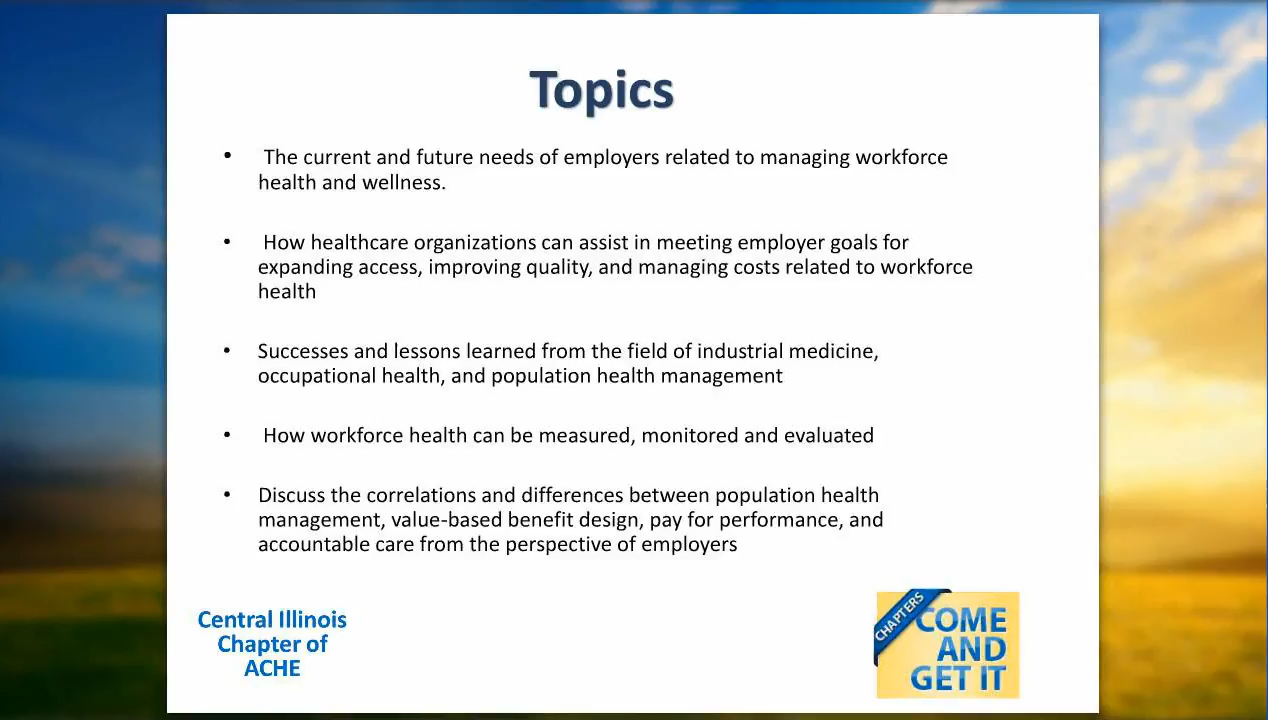 Topics
• The current and future needs of employers related to managing workforce
health and wellness.
• How healthcare organizations can assist in meeting employer goals for
expanding access, improving quality, and managing costs related to workforce
health
• Successes and lessons learned from the field of industrial medicine,
occupational health, and population health management
• How workforce health can be measured, monitored and evaluated
• Discuss the correlations and differences between population health
management, value-based benefit design, pay for performance, and
accountable care from the perspective of employers
Central Illinois
Chapter of
ACHE
CHAPTERS
COME
AND
GET IT